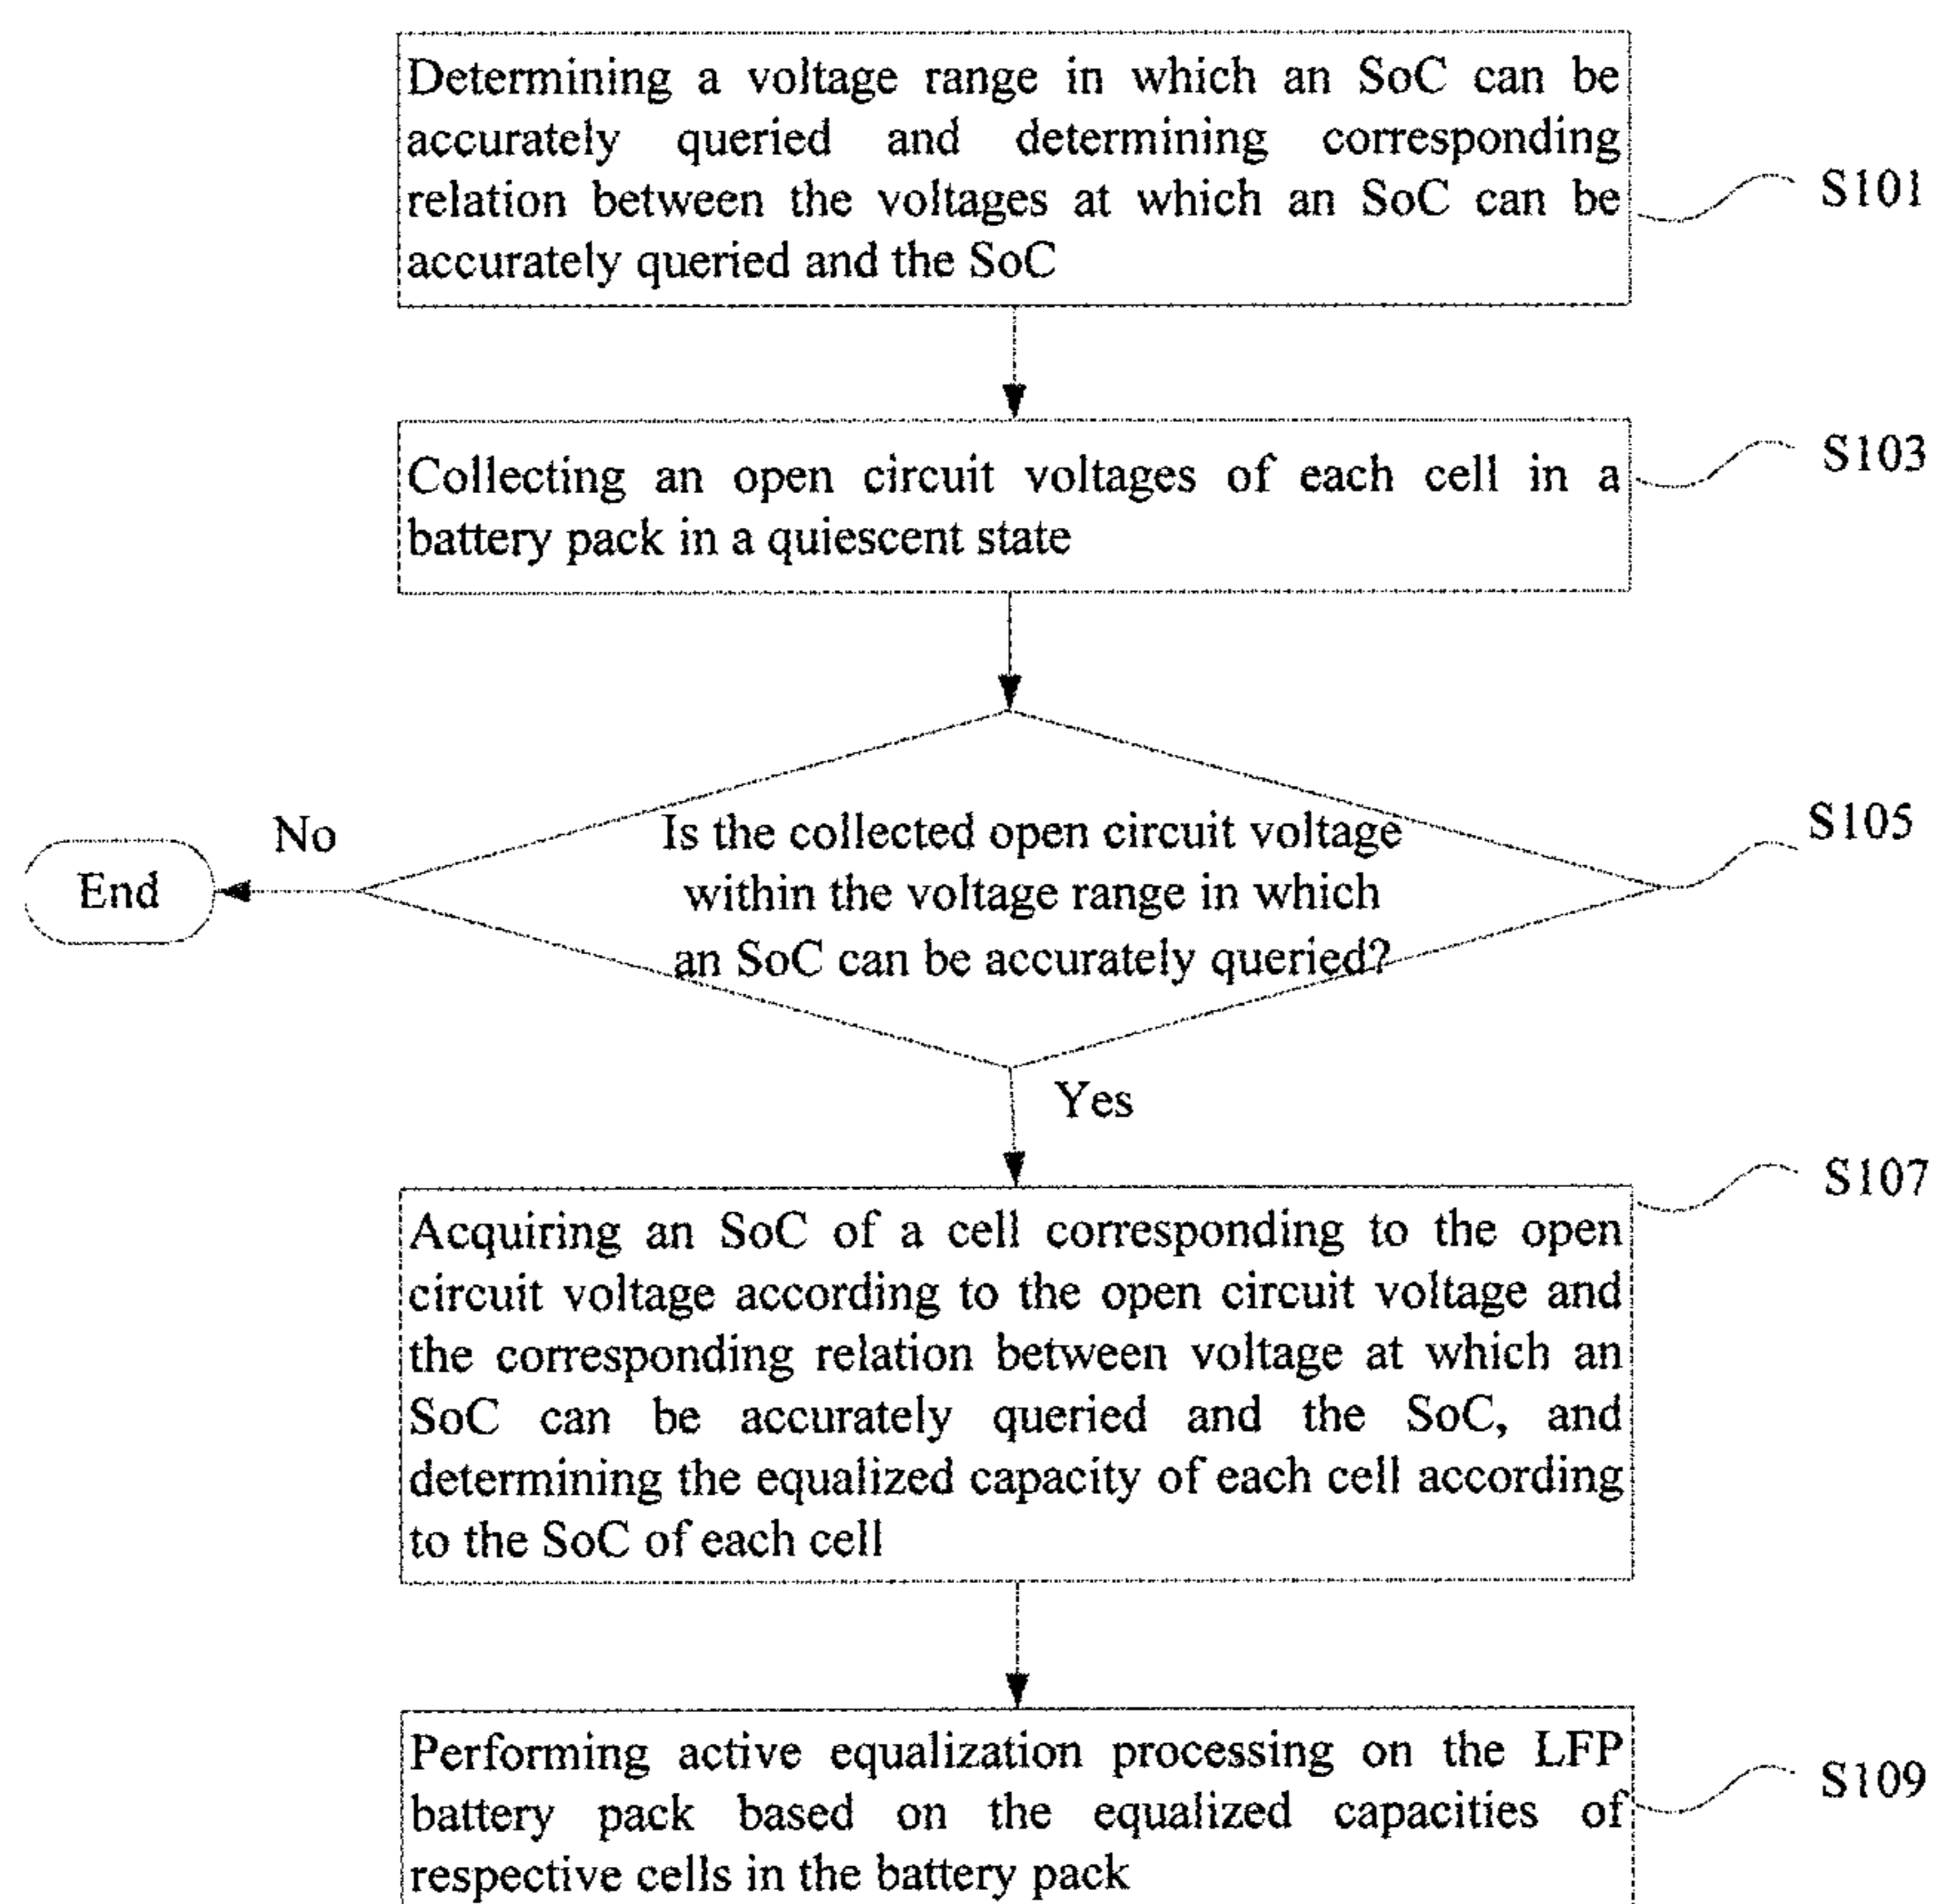 Determining a voltage range in which an SoC can be
accurately queried and determining corresponding
relation between the voltages at which an SoC can be
accurately queried and the SoC
S101
Collecting an open circuit voltages of each cell in a
battery pack in a quiescent state
S103
Is the collected open circuit voltage
within the voltage range in which
an SoC can be accurately queried?
S105
No
End
Yes
Acquiring an SoC of a cell corresponding to the open
circuit voltage according to the open circuit voltage and
the corresponding relation between voltage at which an
SoC can be accurately queried and the SoC, and
determining the equalized capacity of each cell according
to the SoC of each cell
S107
Performing active equalization processing on the LFP
battery pack based on the equalized capacities of
respective cells in the battery pack
S109